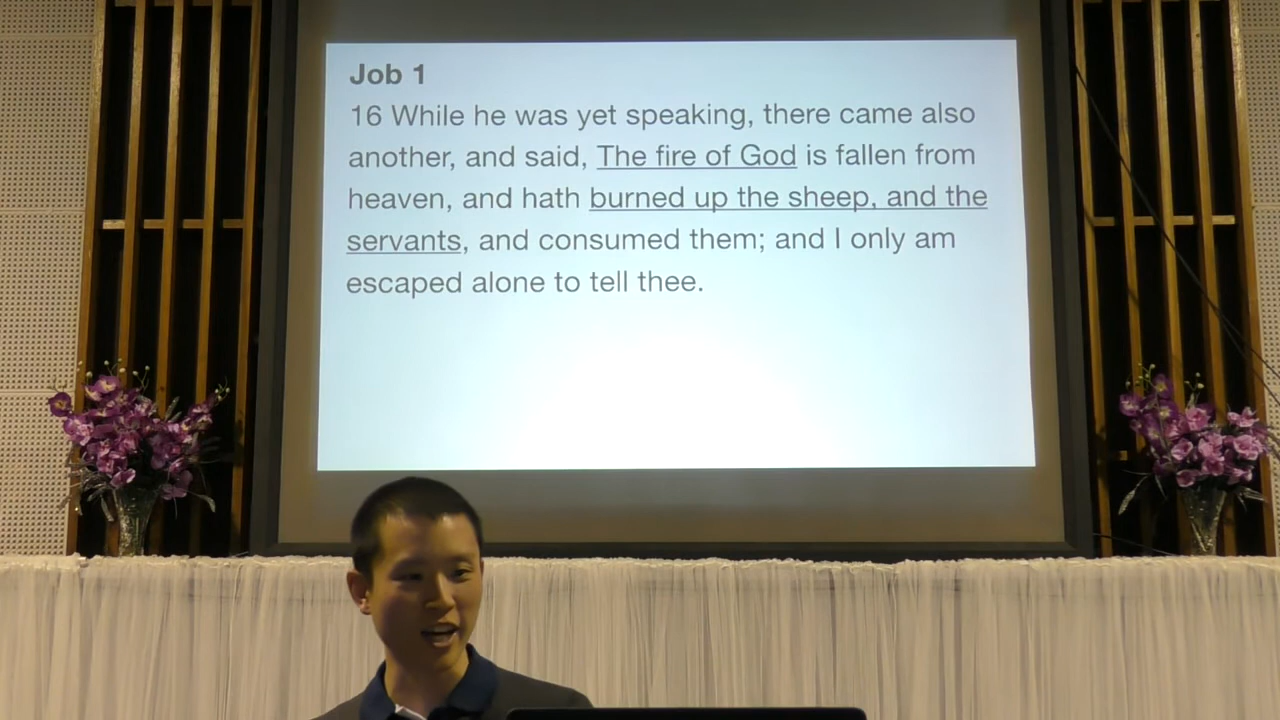 Job 1
16 While he was yet speaking, there came also
another, and said, The fire of God is fallen from
heaven, and hath burned up the sheep, and the
servants, and consumed them; and I only am
escaped alone to tell thee.